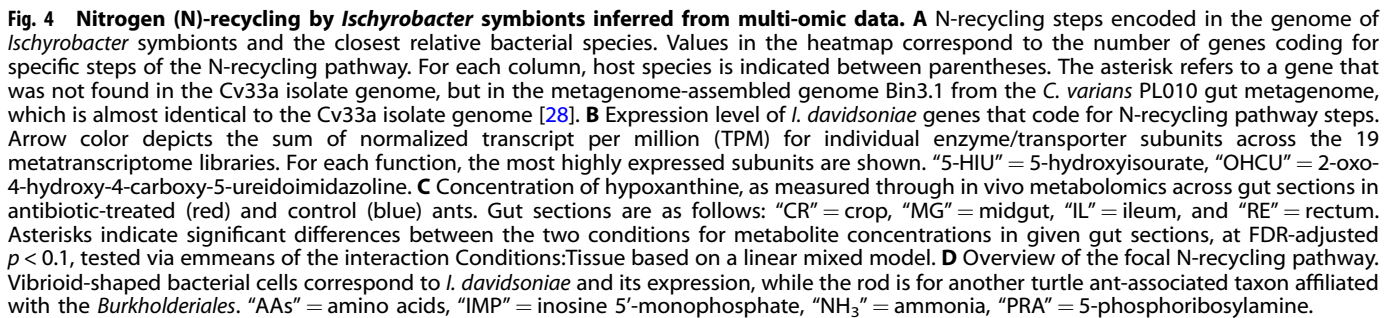 Fig. 4 Nitrogen (N)-recycling by Ischyrobacter symbionts inferred from multi-omic data. A N-recycling steps encoded in the genome of
Ischyrobacter symbionts and the closest relative bacterial species. Values in the heatmap correspond to the number of genes coding for
specific steps of the N-recycling pathway. For each column, host species is indicated between parentheses. The asterisk refers to a gene that
was not found in the Cv33a isolate genome, but in the metagenome-assembled genome Bin3.1 from the C. varians PL010 gut metagenome,
which is almost identical to the Cv33a isolate genome [28]. B Expression level of I. davidsoniae genes that code for N-recycling pathway steps.
Arrow color depicts the sum of normalized transcript per million (TPM) for individual enzyme/transporter subunits across the 19
metatranscriptome libraries. For each function, the most highly expressed subunits are shown. “5-HIU” = 5-hydroxyisourate, “OHCU” = 2-oxo-
4-hydroxy-4-carboxy-5-ureidoimidazoline. C Concentration of hypoxanthine, as measured through in vivo metabolomics across gut sections in
antibiotic-treated (red) and control (blue) ants. Gut sections are as follows: “CR” = crop, “MG” = midgut, “IL” = ileum, and “RE” = rectum.
Asterisks indicate significant differences between the two conditions for metabolite concentrations in given gut sections, at FDR-adjusted
p < 0.1, tested via emmeans of the interaction Conditions:Tissue based on a linear mixed model. D Overview of the focal N-recycling pathway.
Vibrioid-shaped bacterial cells correspond to I. davidsoniae and its expression, while the rod is for another turtle ant-associated taxon affiliated
with the Burkholderiales. “AAs” = amino acids, “IMP” = inosine 5’-monophosphate, “NH₃” = ammonia, “PRA” = 5-phosphoribosylamine.